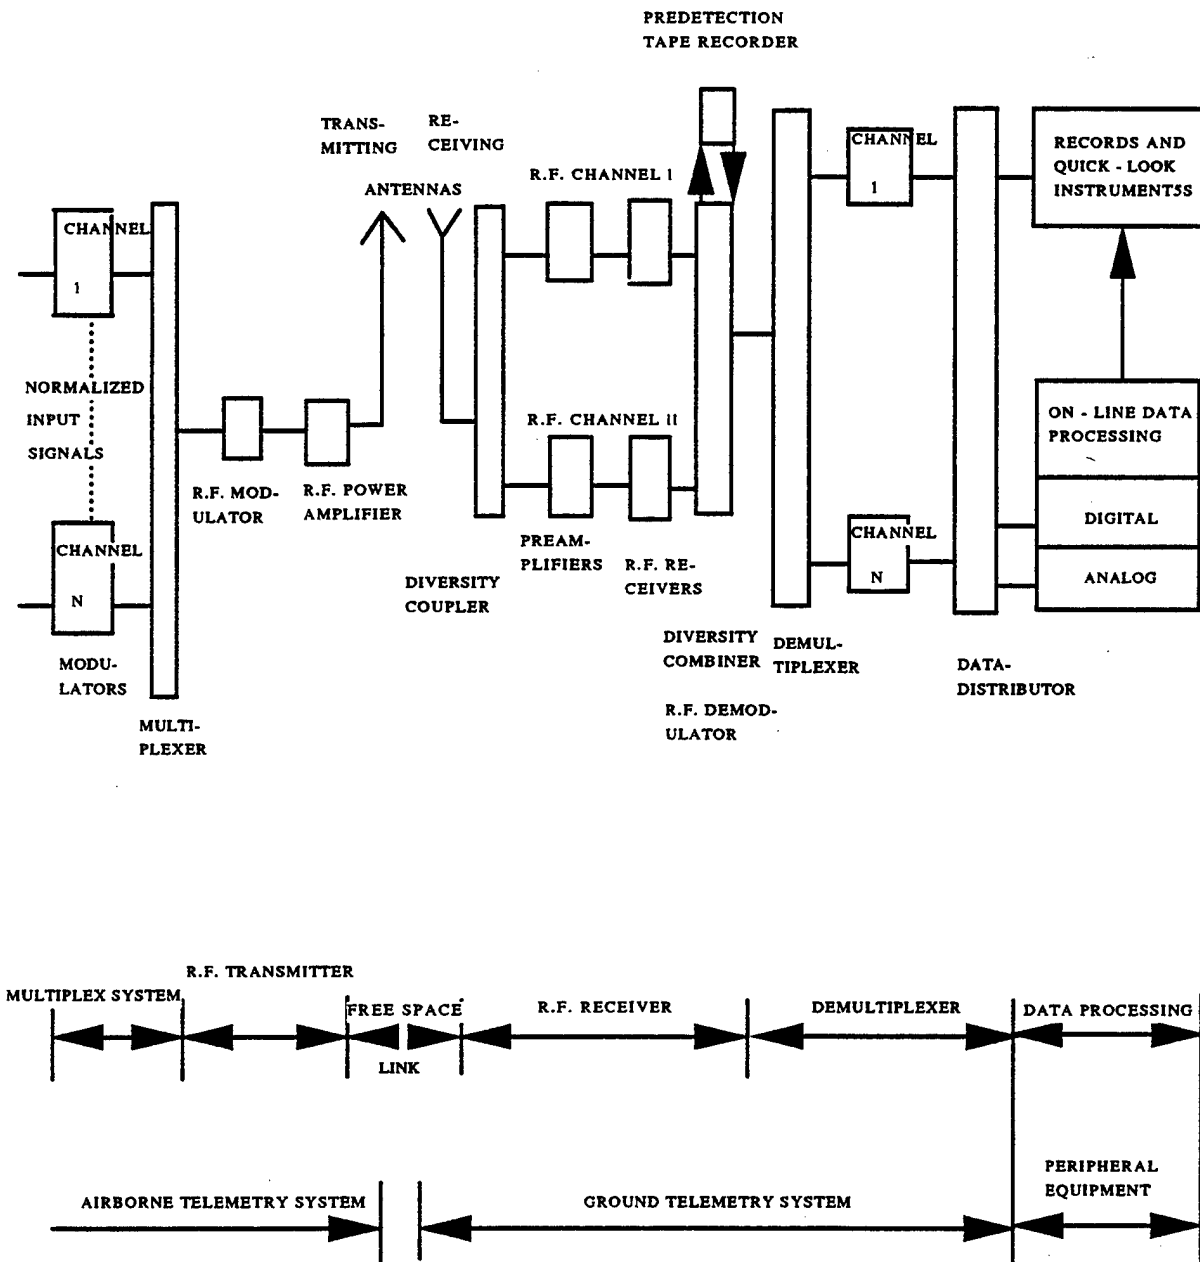 PREDETECTION
TAPE RECORDER
TRANS-
MITTING
RE-
CEIVING
ANTENNAS
R.F. CHANNEL I
CHANNEL
1
RECORDS AND
QUICK - LOOK
INSTRUMENT5S
CHANNEL
1
NORMALIZED
INPUT
SIGNALS
R.F. CHANNEL II
ON - LINE DATA
PROCESSING
R.F. MOD-
ULATOR
R.F. POWER
AMPLIFIER
DIGITAL
CHANNEL
N
PREAM-
PLIFIERS
R.F. RE-
CEIVERS
CHANNEL
N
ANALOG
DIVERSITY
COUPLER
MODU-
LATORS
DIVERSITY
COMBINER
DEMUL-
TIPLEXER
DATA-
DISTRIBUTOR
R.F. DEMOD-
ULATOR
MULTI-
PLEXER
MULTIPLEX SYSTEM
R.F. TRANSMITTER
FREE SPACE
LINK
R.F. RECEIVER
DEMULTIPLEXER
DATA PROCESSING
AIRBORNE TELEMETRY SYSTEM
GROUND TELEMETRY SYSTEM
PERIPHERAL
EQUIPMENT